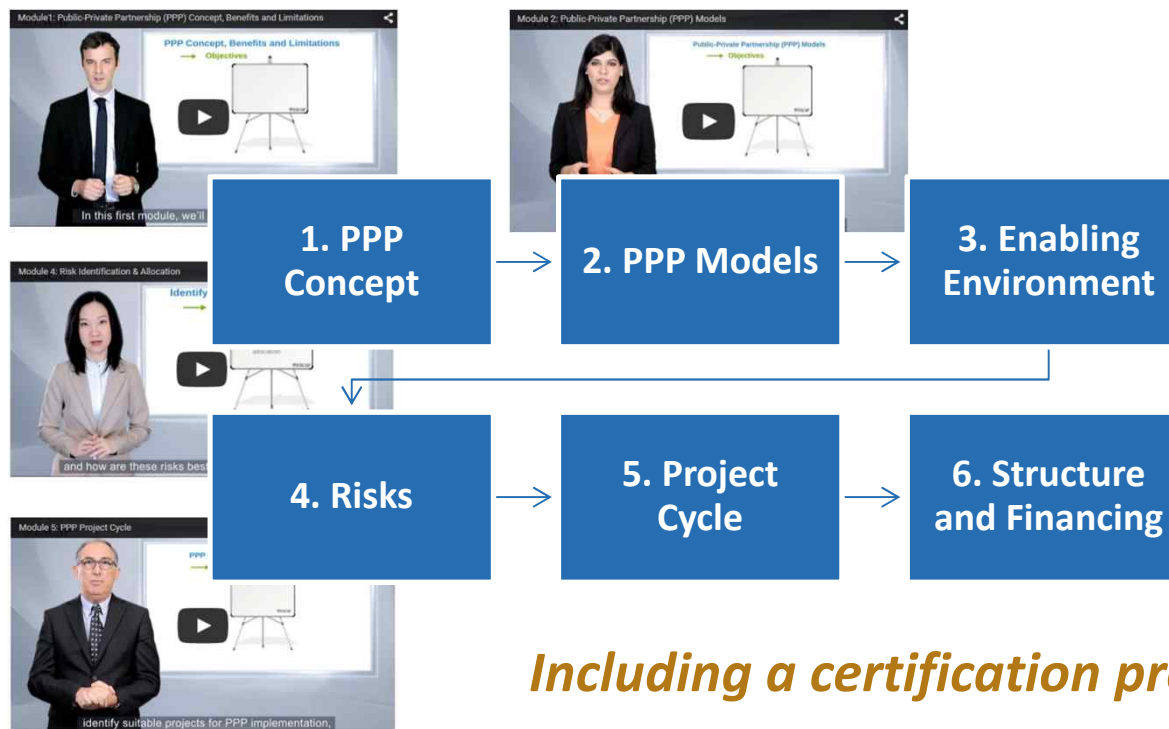 Module1: Public-Private Partnership (PPP) Concept, Benefits and Limitations
PPP Concept, Benefits and Limitations
Objectives
In this first module, we'll
Module 2: Public-Private Partnership (PPP) Models
Public-Private Partnership (PPP) Models
Objectives
1. PPP
Concept
2. PPP Models
3. Enabling
Environment
Module 4: Risk Identification & Allocation
Identify
allocation
and how are these risks best
4. Risks
5. Project
Cycle
6. Structure
and Financing
Module 5: PPP Project Cycle
PPP
identify suitable projects for PPP implementation,
Including a certification pr